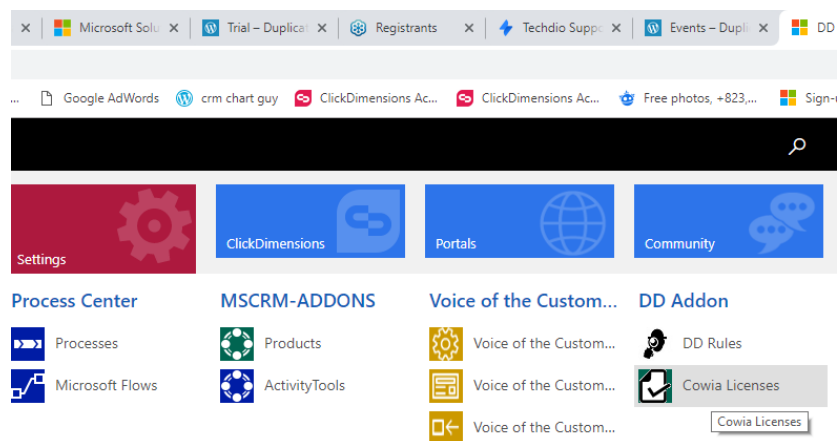 Microsoft Solu
Trial – Duplicat
Registrants
Techdio Suppo
Events – Duplic
DD
...
Google AdWords
crm chart guy
ClickDimensions Ac...
ClickDimensions Ac...
Free photos, +823,...
Sign-
Settings
ClickDimensions
Portals
Community
Process Center
MSCRM-ADDONS
Voice of the Custom...
DD Addon
Processes
Products
Voice of the Custom...
DD Rules
Microsoft Flows
ActivityTools
Voice of the Custom...
Cowia Licenses
Voice of the Custom...
Cowia Licenses